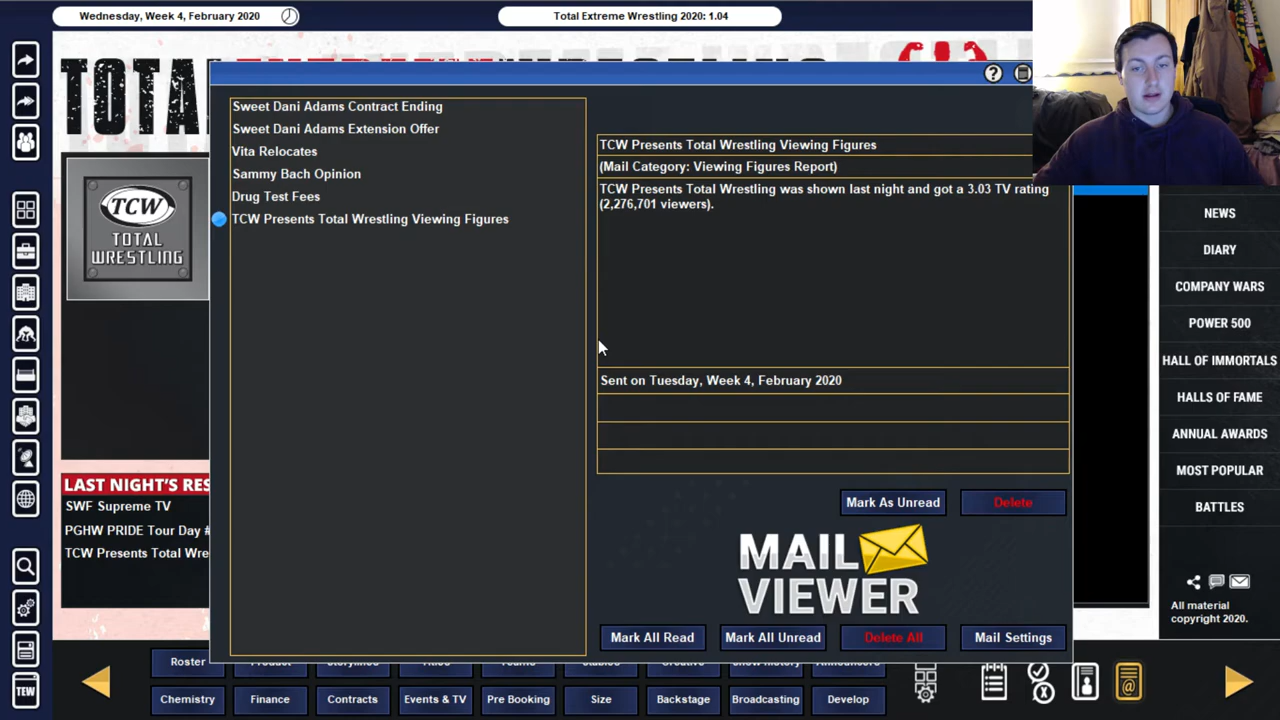 Wednesday, Week 4, February 2020
Total Extreme Wrestling 2020: 1.04
TOTA
TCW
TOTAL
WRESTLING
LAST NIGHT'S RES
SWF Supreme TV
PGHW PRIDE Tour Day #
TCW Presents Total Wre
Sweet Dani Adams Contract Ending
Sweet Dani Adams Extension Offer
Vita Relocates
Sammy Bach Opinion
Drug Test Fees
TCW Presents Total Wrestling Viewing Figures
?
TCW Presents Total Wrestling Viewing Figures
(Mail Category: Viewing Figures Report)
TCW Presents Total Wrestling was shown last night and got a 3.03 TV rating
(2,276,701 viewers).
Sent on Tuesday, Week 4, February 2020
Mark As Unread
Delete
MAIL
VIEWER
Mark All Read
Mark All Unread
Delete All
Mail Settings
NEWS
DIARY
COMPANY WARS
POWER 500
HALL OF IMMORTALS
HALLS OF FAME
ANNUAL AWARDS
MOST POPULAR
BATTLES
All material
copyright 2020.
TEW
Roster
Chemistry
Finance
Contracts
Events & TV
Pre Booking
Size
Backstage
Broadcasting
Develop